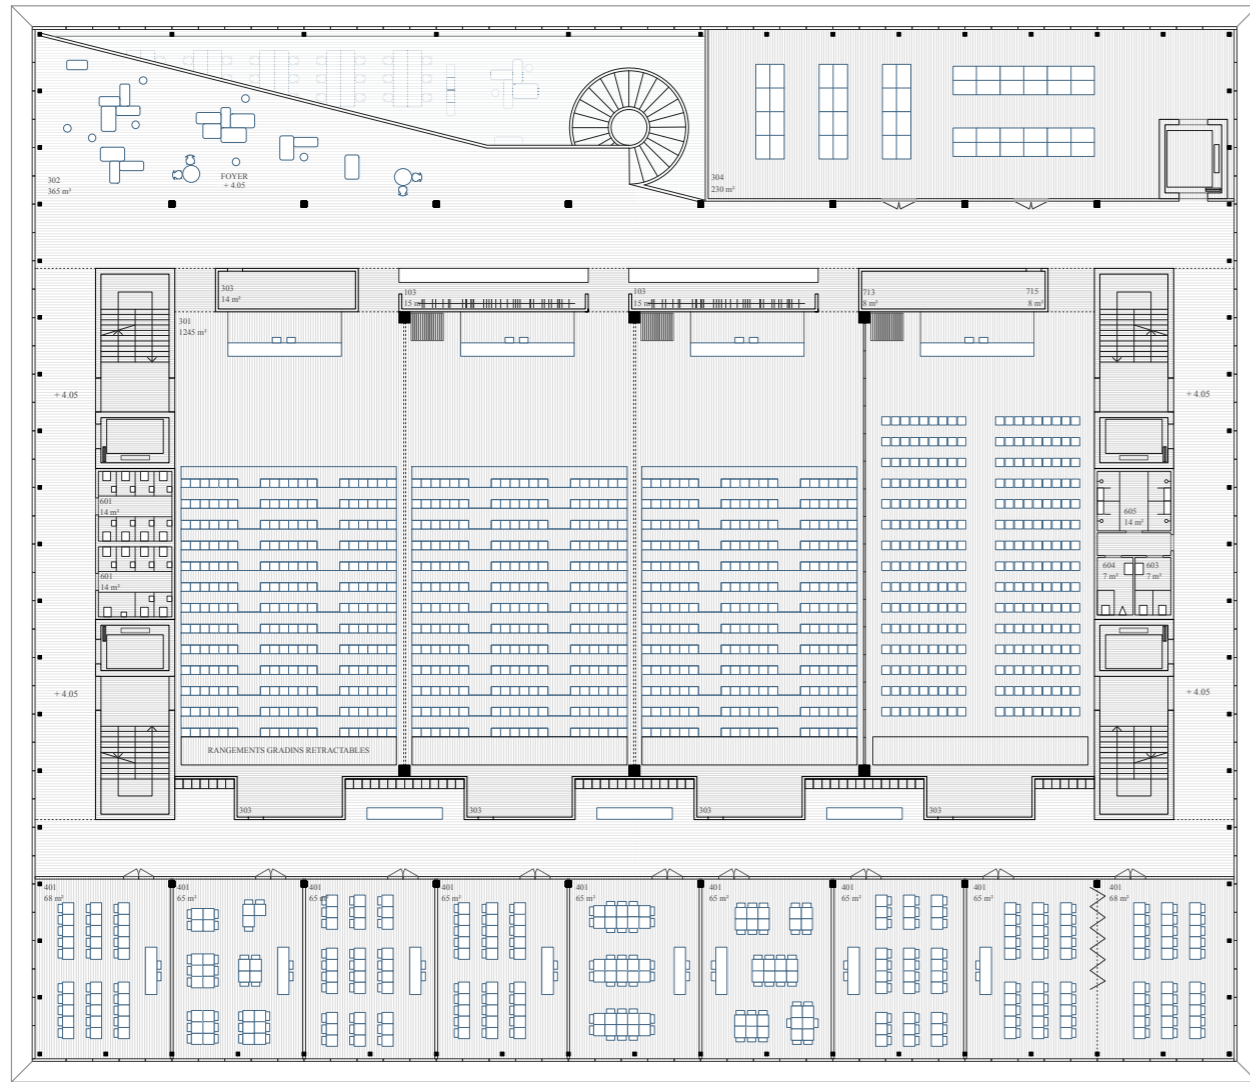 302
365 m²
FOYER
+ 4.05
304
230 m²
303
14 m²
103
15 m²
103
15 m²
713
8 m²
715
8 m²
301
1245 m²
+ 4.05
+ 4.05
601
14 m²
601
14 m²
605
14 m²
604
7 m²
603
7 m²
+ 4.05
+ 4.05
RANGEMENTS GRADINS RETRACTABLES
303
303
303
303
401
68 m²
401
65 m²
401
65 m²
401
65 m²
401
65 m²
401
65 m²
401
65 m²
401
65 m²
401
68 m²